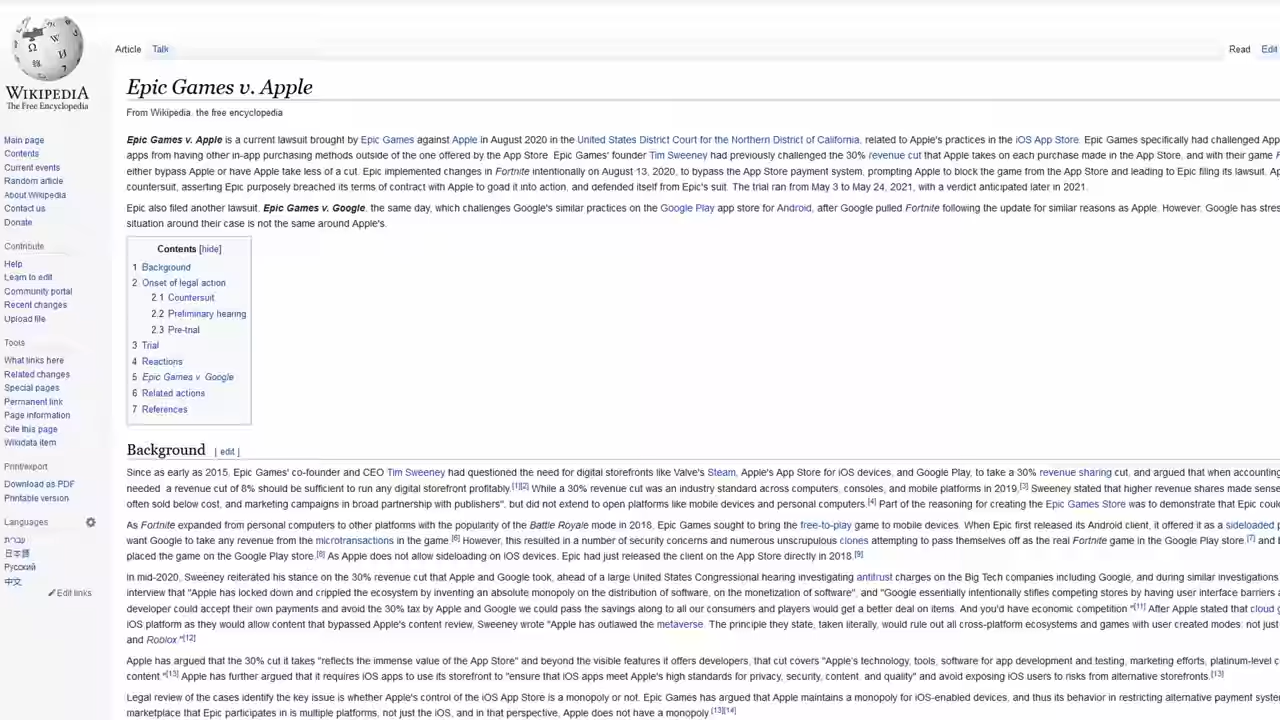 WIKIPEDIA
The Free Encyclopedia
Main page
Contents
Current events
Random article
About Wikipedia
Contact us
Donate
Contribute
Help
Learn to edit
Community portal
Recent changes
Upload file
Tools
What links here
Related changes
Special pages
Permanent link
Page information
Cite this page
Wikidata item
Print/export
Download as PDF
Printable version
Languages
עברית
日本語
Русский
中文
Edit links
Article Talk
Read Edit
Epic Games v. Apple
From Wikipedia, the free encyclopedia
Epic Games v. Apple is a current lawsuit brought by Epic Games against Apple in August 2020 in the United States District Court for the Northern District of California, related to Apple's practices in the iOS App Store. Epic Games specifically had challenged App
apps from having other in-app purchasing methods outside of the one offered by the App Store. Epic Games' founder Tim Sweeney had previously challenged the 30% revenue cut that Apple takes on each purchase made in the App Store, and with their game F
either bypass Apple or have Apple take less of a cut. Epic implemented changes in Fortnite intentionally on August 13, 2020, to bypass the App Store payment system, prompting Apple to block the game from the App Store and leading to Epic filing its lawsuit. Ap
countersuit, asserting Epic purposely breached its terms of contract with Apple to goad it into action, and defended itself from Epic's suit. The trial ran from May 3 to May 24, 2021, with a verdict anticipated later in 2021.
Epic also filed another lawsuit, Epic Games v. Google, the same day, which challenges Google's similar practices on the Google Play app store for Android, after Google pulled Fortnite following the update for similar reasons as Apple. However, Google has stres
situation around their case is not the same around Apple's.
Contents [hide]
1 Background
2 Onset of legal action
2.1 Countersuit
2.2 Preliminary hearing
2.3 Pre-trial
3 Trial
4 Reactions
5 Epic Games v. Google
6 Related actions
7 References
Background [ edit ]
Since as early as 2015, Epic Games' co-founder and CEO Tim Sweeney had questioned the need for digital storefronts like Valve's Steam, Apple's App Store for iOS devices, and Google Play, to take a 30% revenue sharing cut, and argued that when accounting
needed, a revenue cut of 8% should be sufficient to run any digital storefront profitably.[1][2] While a 30% revenue cut was an industry standard across computers, consoles, and mobile platforms in 2019,[3] Sweeney stated that higher revenue shares made sense
often sold below cost, and marketing campaigns in broad partnership with publishers", but did not extend to open platforms like mobile devices and personal computers.[4] Part of the reasoning for creating the Epic Games Store was to demonstrate that Epic coul
As Fortnite expanded from personal computers to other platforms with the popularity of the Battle Royale mode in 2018, Epic Games sought to bring the free-to-play game to mobile devices. When Epic first released its Android client, it offered it as a sideloaded p
want Google to take any revenue from the microtransactions in the game.[6] However, this resulted in a number of security concerns and numerous unscrupulous clones attempting to pass themselves off as the real Fortnite game in the Google Play store,[7] and b
placed the game on the Google Play store.[8] As Apple does not allow sideloading on iOS devices, Epic had just released the client on the App Store directly in 2018.[9]
In mid-2020, Sweeney reiterated his stance on the 30% revenue cut that Apple and Google took, ahead of a large United States Congressional hearing investigating antitrust charges on the Big Tech companies including Google, and during similar investigations
interview that "Apple has locked down and crippled the ecosystem by inventing an absolute monopoly on the distribution of software, on the monetization of software", and "Google essentially intentionally stifles competing stores by having user interface barriers a
developer could accept their own payments and avoid the 30% tax by Apple and Google we could pass the savings along to all our consumers and players would get a better deal on items. And you'd have economic competition."[11] After Apple stated that cloud g
iOS platform as they would allow content that bypassed Apple's content review, Sweeney wrote "Apple has outlawed the metaverse. The principle they state, taken literally, would rule out all cross-platform ecosystems and games with user created modes: not just
and Roblox."[12]
Apple has argued that the 30% cut it takes "reflects the immense value of the App Store" and beyond the visible features it offers developers, that cut covers "Apple's technology, tools, software for app development and testing, marketing efforts, platinum-level c
content."[13] Apple has further argued that it requires iOS apps to use its storefront to "ensure that iOS apps meet Apple's high standards for privacy, security, content, and quality" and avoid exposing iOS users to risks from alternative storefronts.[13]
Legal review of the cases identify the key issue is whether Apple's control of the iOS App Store is a monopoly or not. Epic Games has argued that Apple maintains a monopoly for iOS-enabled devices, and thus its behavior in restricting alternative payment syste
marketplace that Epic participates in is multiple platforms, not just the iOS, and in that perspective, Apple does not have a monopoly.[13][14]